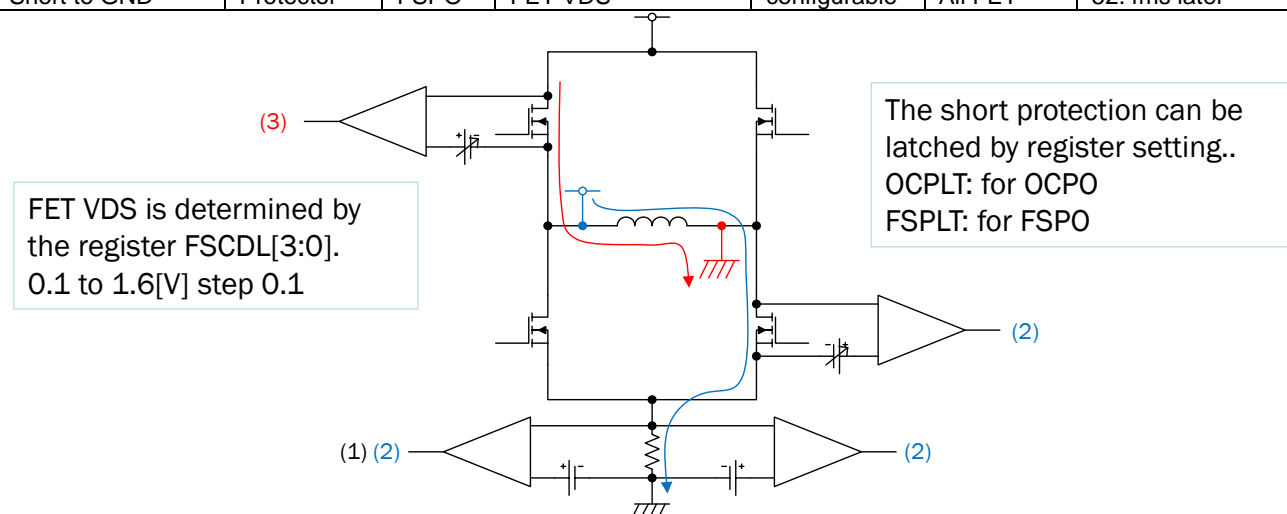 Short to GND Protector FSPO FET VDS configurable All FET 32.4ms later
(3)
The short protection can be
latched by register setting..
OCPLT: for OCPO
FSPLT: for FSPO
FET VDS is determined by
the register FSCDL[3:0].
0.1 to 1.6[V] step 0.1
(2)
(1) (2)
(2)